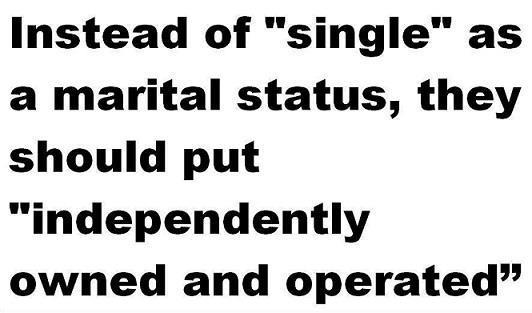 Instead of "single" as
a marital status, they
should put
"independently
owned and operated”